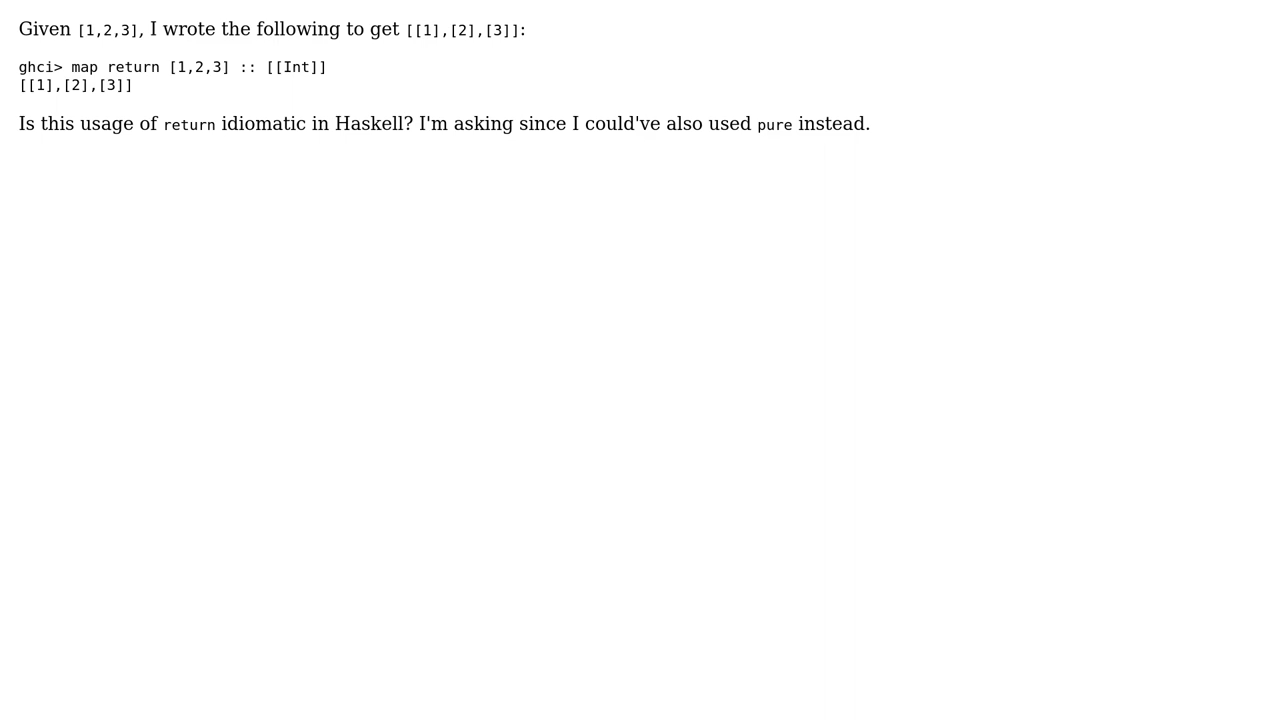 Given [1,2,3], I wrote the following to get [[1],[2],[3]]:
ghci> map return [1,2,3] :: [[Int]]
[[1],[2],[3]]
Is this usage of return idiomatic in Haskell? I'm asking since I could've also used pure instead.